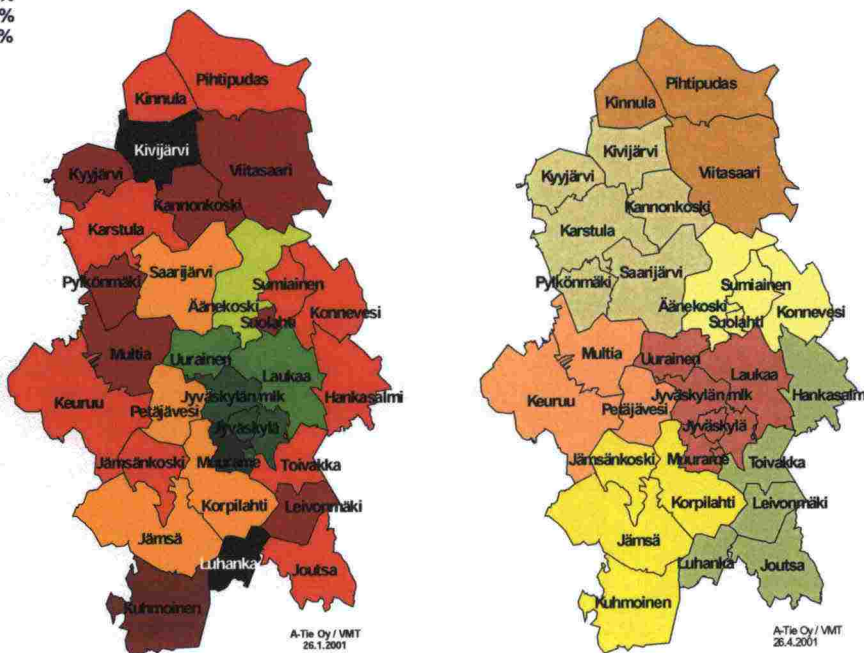 %
%
%
Pihtipudas
Kinnula
Kivijärvi
Viitasaari
Kyyjärvi
Kannonkoski
Karstula
Saarijärvi
Pylkönmäki
Sumiainen
Äänekoski
Konnevesi
Suolahti
Multia
Uurainen
Laukaa
Keuruu
Petäjävesi
Jyväskylän mlk
Hankasalmi
Jyväskylä
Jämsänkoski
Muurame
Toivakka
Korpilahti
Leivonmäki
Jämsä
Luhanka
Joutsa
Kuhmoinen
A-Tie Oy / VMT
26.1.2001
Pihtipudas
Kinnula
Kivijärvi
Viitasaari
Kyyjärvi
Kannonkoski
Karstula
Saarijärvi
Pylkönmäki
Sumiainen
Äänekoski
Konnevesi
Suolahti
Multia
Uurainen
Laukaa
Keuruu
Petäjävesi
Jyväskylän mlk
Hankasalmi
Jyväskylä
Jämsänkoski
Muurame
Toivakka
Korpilahti
Leivonmäki
Jämsä
Luhanka
Joutsa
Kuhmoinen
A-Tie Oy / VMT
26.4.2001